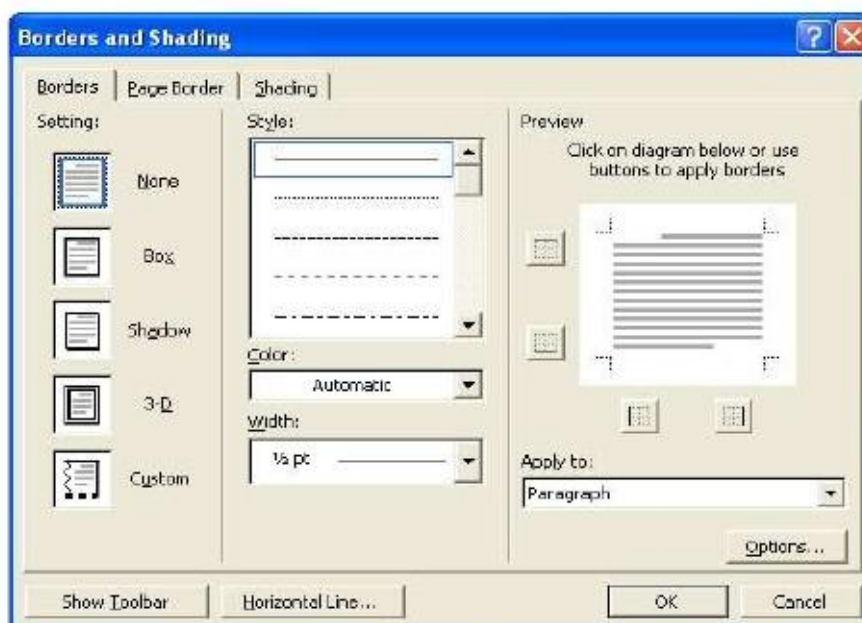 Borders and Shading
Borders
Page Border
Shading
Setting:
None
Box
Shadow
3-D
Custom
Style:
Color:
Automatic
Width:
½ pt
Preview
Click on diagram below or use
buttons to apply borders
Apply to:
Paragraph
Options...
Show Toolbar
Horizontal Line...
OK
Cancel